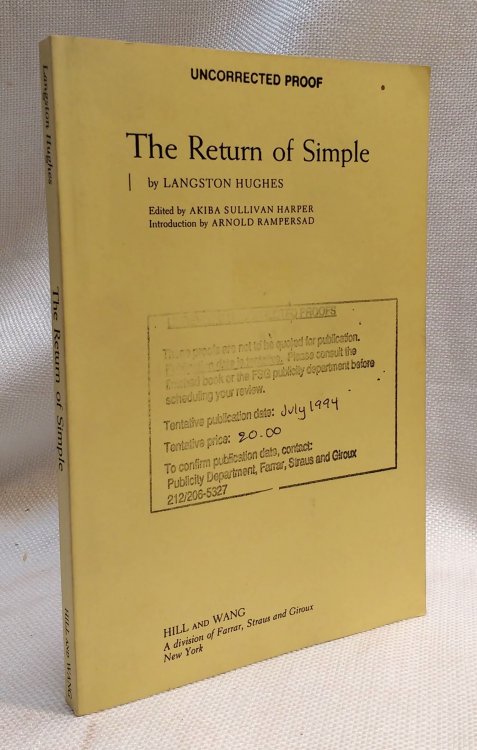 UNCORRECTED PROOF
The Return of Simple
by LANGSTON HUGHES
Edited by AKIBA SULLIVAN HARPER
Introduction by ARNOLD RAMPERSAD
PROOFS
These proofs are not to be quoted for publication.
Please consult the
finished book or the FSG publicity department before
scheduling your review.
Tentative publication date: July 1994
Tentative price: 20.00
To confirm publication date, contact:
Publicity Department, Farrar, Straus and Giroux
212/206-5327
HILL AND WANG
A division of Farrar, Straus and Giroux
New York
Langston Hughes
The Return of Simple
HILL AND WANG